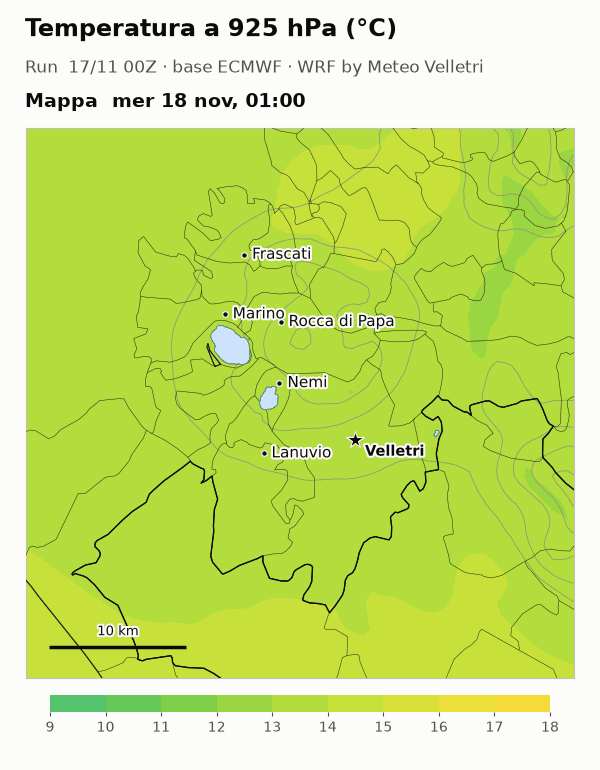 Temperatura a 925 hPa (°C)
Run  17/11 00Z · base ECMWF · WRF by Meteo Velletri
Mappa  mer 18 nov, 01:00
Frascati
Marino
Rocca di Papa
Nemi
Velletri
Lanuvio
10 km
9 10 11 12 13 14 15 16 17 18